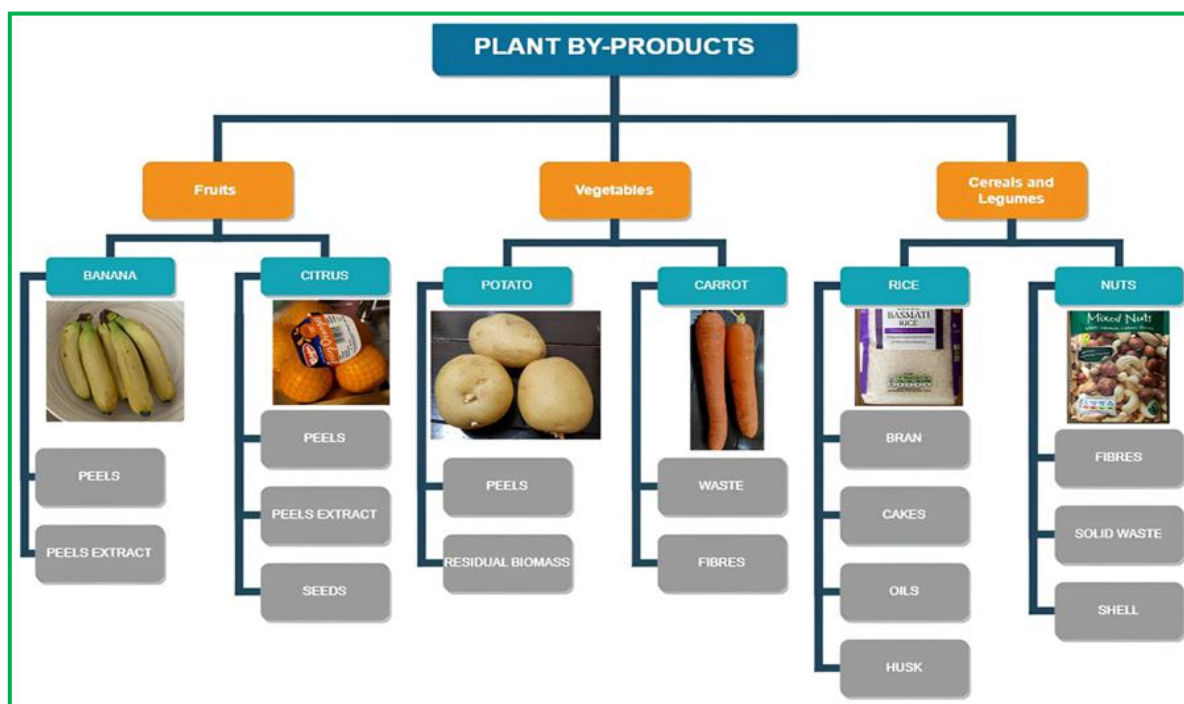 PLANT BY-PRODUCTS
Fruits
Vegetables
Cereals and
Legumes
BANANA
CITRUS
POTATO
CARROT
RICE
NUTS
BASMATI
RICE
Mixed Nuts
PEELS
PEELS EXTRACT
PEELS
PEELS EXTRACT
SEEDS
PEELS
RESIDUAL BIOMASS
WASTE
FIBRES
BRAN
CAKES
OILS
HUSK
FIBRES
SOLID WASTE
SHELL